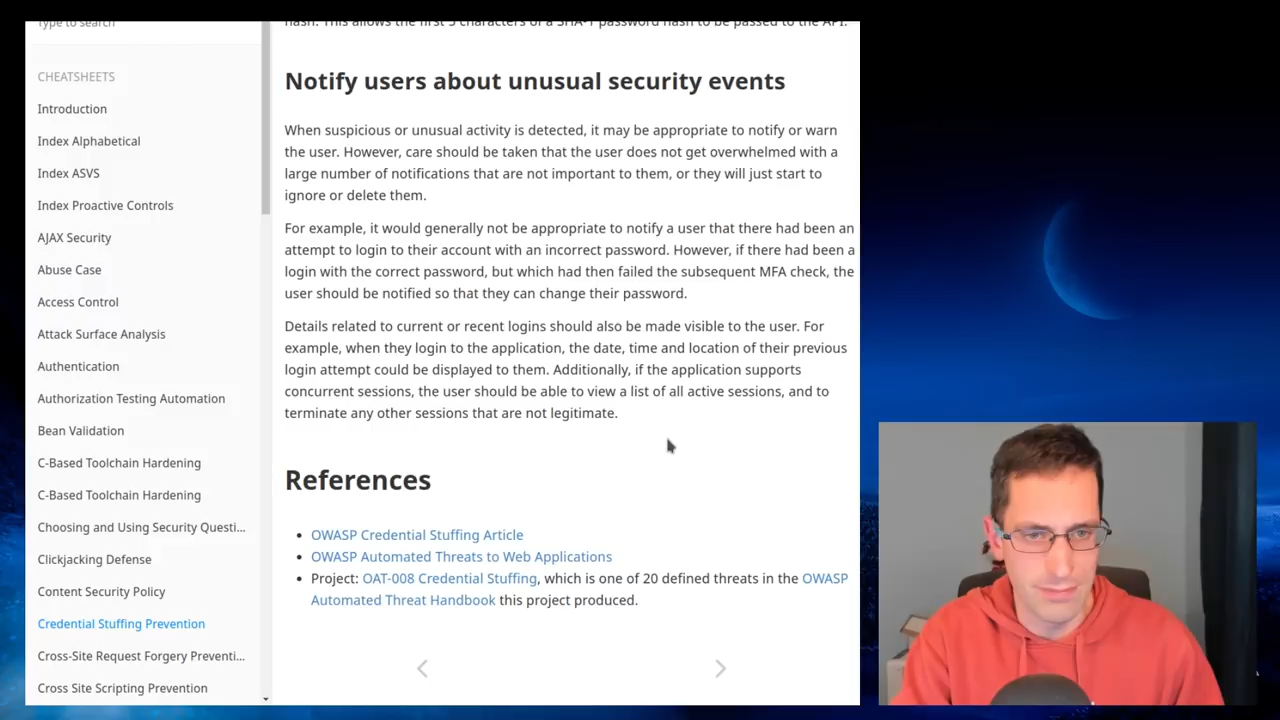 Type to search
CHEATSHEETS
Introduction
Index Alphabetical
Index ASVS
Index Proactive Controls
AJAX Security
Abuse Case
Access Control
Attack Surface Analysis
Authentication
Authorization Testing Automation
Bean Validation
C-Based Toolchain Hardening
C-Based Toolchain Hardening
Choosing and Using Security Questi...
Clickjacking Defense
Content Security Policy
Credential Stuffing Prevention
Cross-Site Request Forgery Preventi...
Cross Site Scripting Prevention
hash. This allows the first 5 characters of a SHA-1 password hash to be passed to the API.
Notify users about unusual security events
When suspicious or unusual activity is detected, it may be appropriate to notify or warn
the user. However, care should be taken that the user does not get overwhelmed with a
large number of notifications that are not important to them, or they will just start to
ignore or delete them.
For example, it would generally not be appropriate to notify a user that there had been an
attempt to login to their account with an incorrect password. However, if there had been a
login with the correct password, but which had then failed the subsequent MFA check, the
user should be notified so that they can change their password.
Details related to current or recent logins should also be made visible to the user. For
example, when they login to the application, the date, time and location of their previous
login attempt could be displayed to them. Additionally, if the application supports
concurrent sessions, the user should be able to view a list of all active sessions, and to
terminate any other sessions that are not legitimate.
References
• OWASP Credential Stuffing Article
• OWASP Automated Threats to Web Applications
• Project: OAT-008 Credential Stuffing, which is one of 20 defined threats in the OWASP
Automated Threat Handbook this project produced.